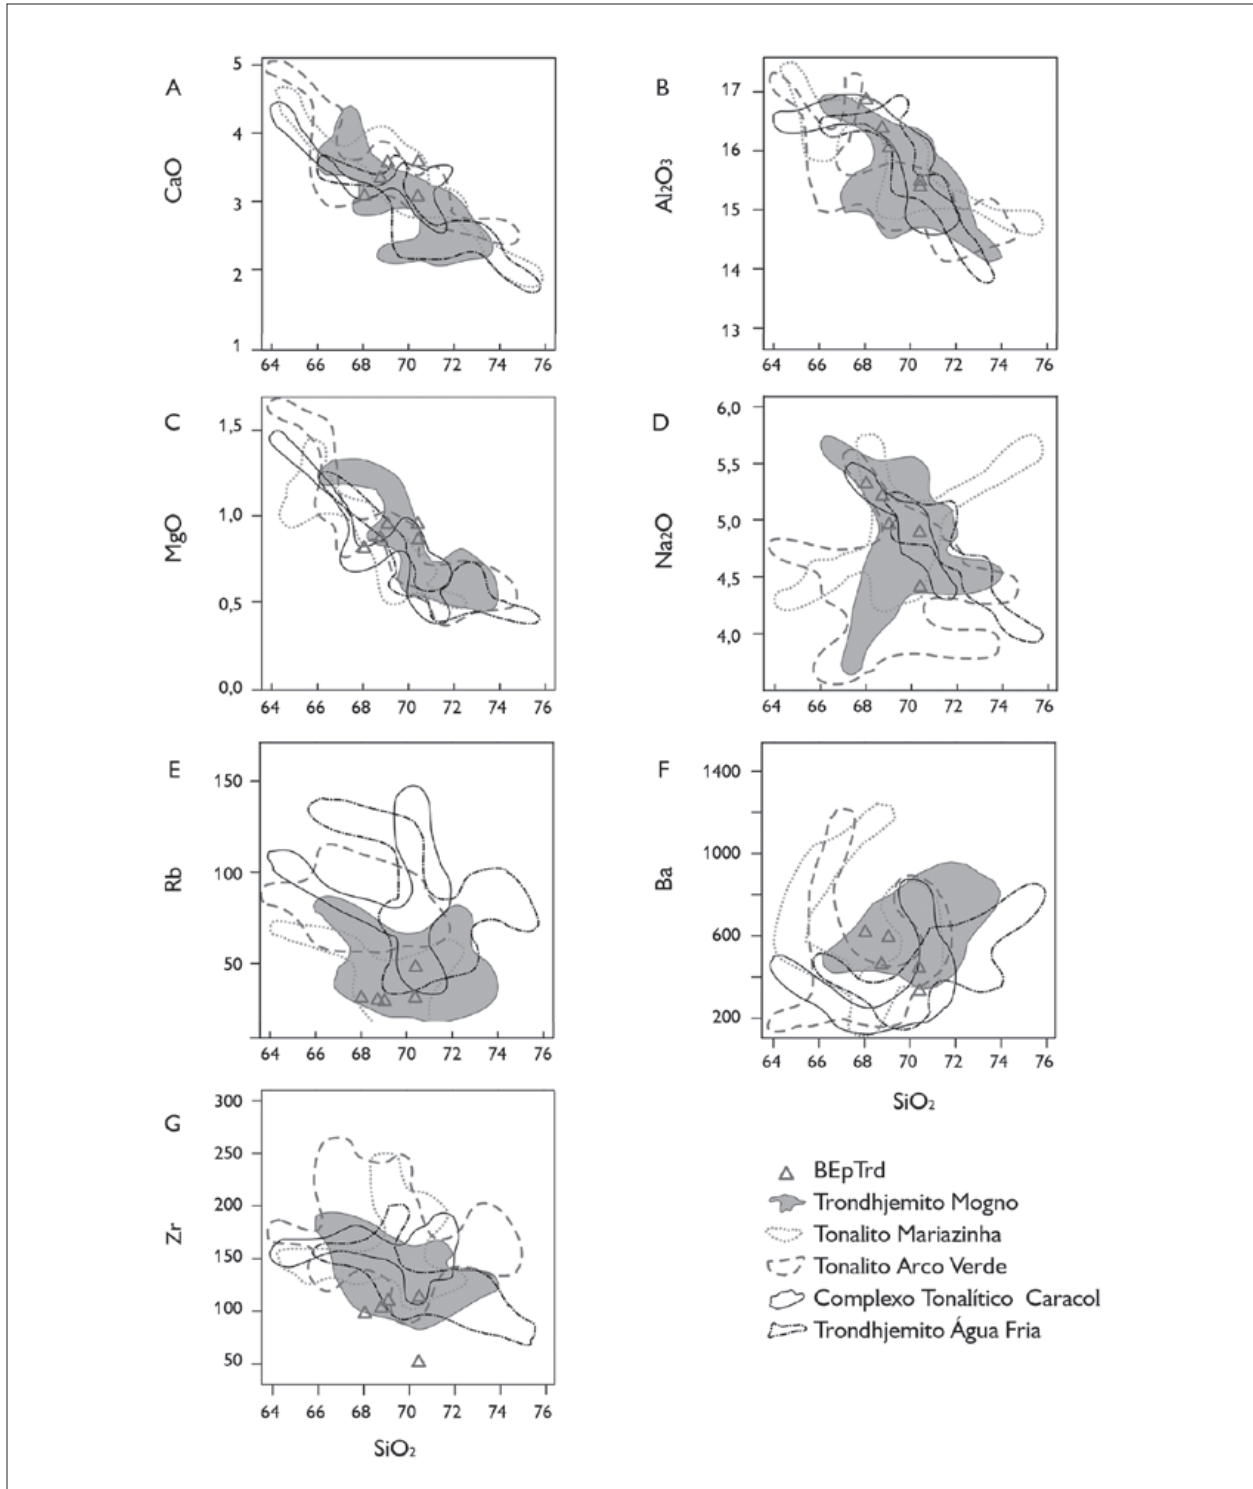 A
CaO
5
4
3
2
1
64 66 68 70 72 74 76
B
Al2O3
17
16
15
14
13
64 66 68 70 72 74 76
C
MgO
1,5
1,0
0,5
0,0
64 66 68 70 72 74 76
D
Na2O
6,0
5,5
5,0
4,5
4,0
64 66 68 70 72 74 76
E
Rb
150
100
50
64 66 68 70 72 74 76
F
Ba
1400
1000
600
200
64 66 68 70 72 74 76
SiO2
G
Zr
300
250
200
150
100
50
64 66 68 70 72 74 76
SiO2
BEpTrd
Trondhjemito Mogno
Tonalito Mariazinha
Tonalito Arco Verde
Complexo Tonalítico Caracol
Trondhjemito Água Fria